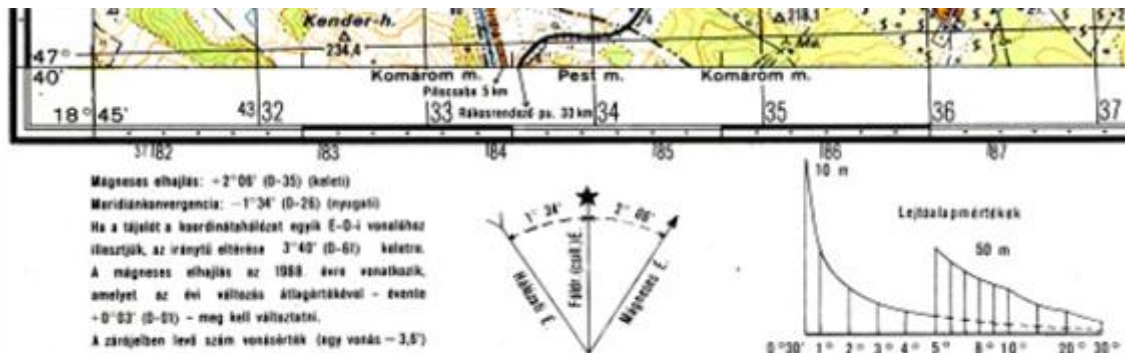 Kender-h.
234,4
218,1
47°
40'
Komárom m.
Pest m.
Komárom m.
Piliscsaba 5 km
Rákosrendező pu. 33 km
18° 45'
4332
33
34
35
36
37
37182
183
184
185
186
187
Mágneses elhajlás: +2°06' (0-35) (keleti)
Meridiánkonvergencia: −1°34' (0-26) (nyugati)
Ha a tájolót a koordinátahálózat egyik É-D-i vonalához
illesztjük, az iránytű eltérése 3°40' (0-61) keletre.
A mágneses elhajlás az 1988. évre vonatkozik,
amelyet az évi változás átlagértékével - évente
+0°03' (0-01) - meg kell változtatni.
A zárójelben levő szám vonásérték (egy vonás = 3,6')
1° 34'
2° 06'
Hálózati É.
Földr. (csill.) É.
Mágneses É.
10 m
Lejtőalapmértékek
50 m
0°30' 1° 2° 3° 4° 5° 8° 10° 20° 30°